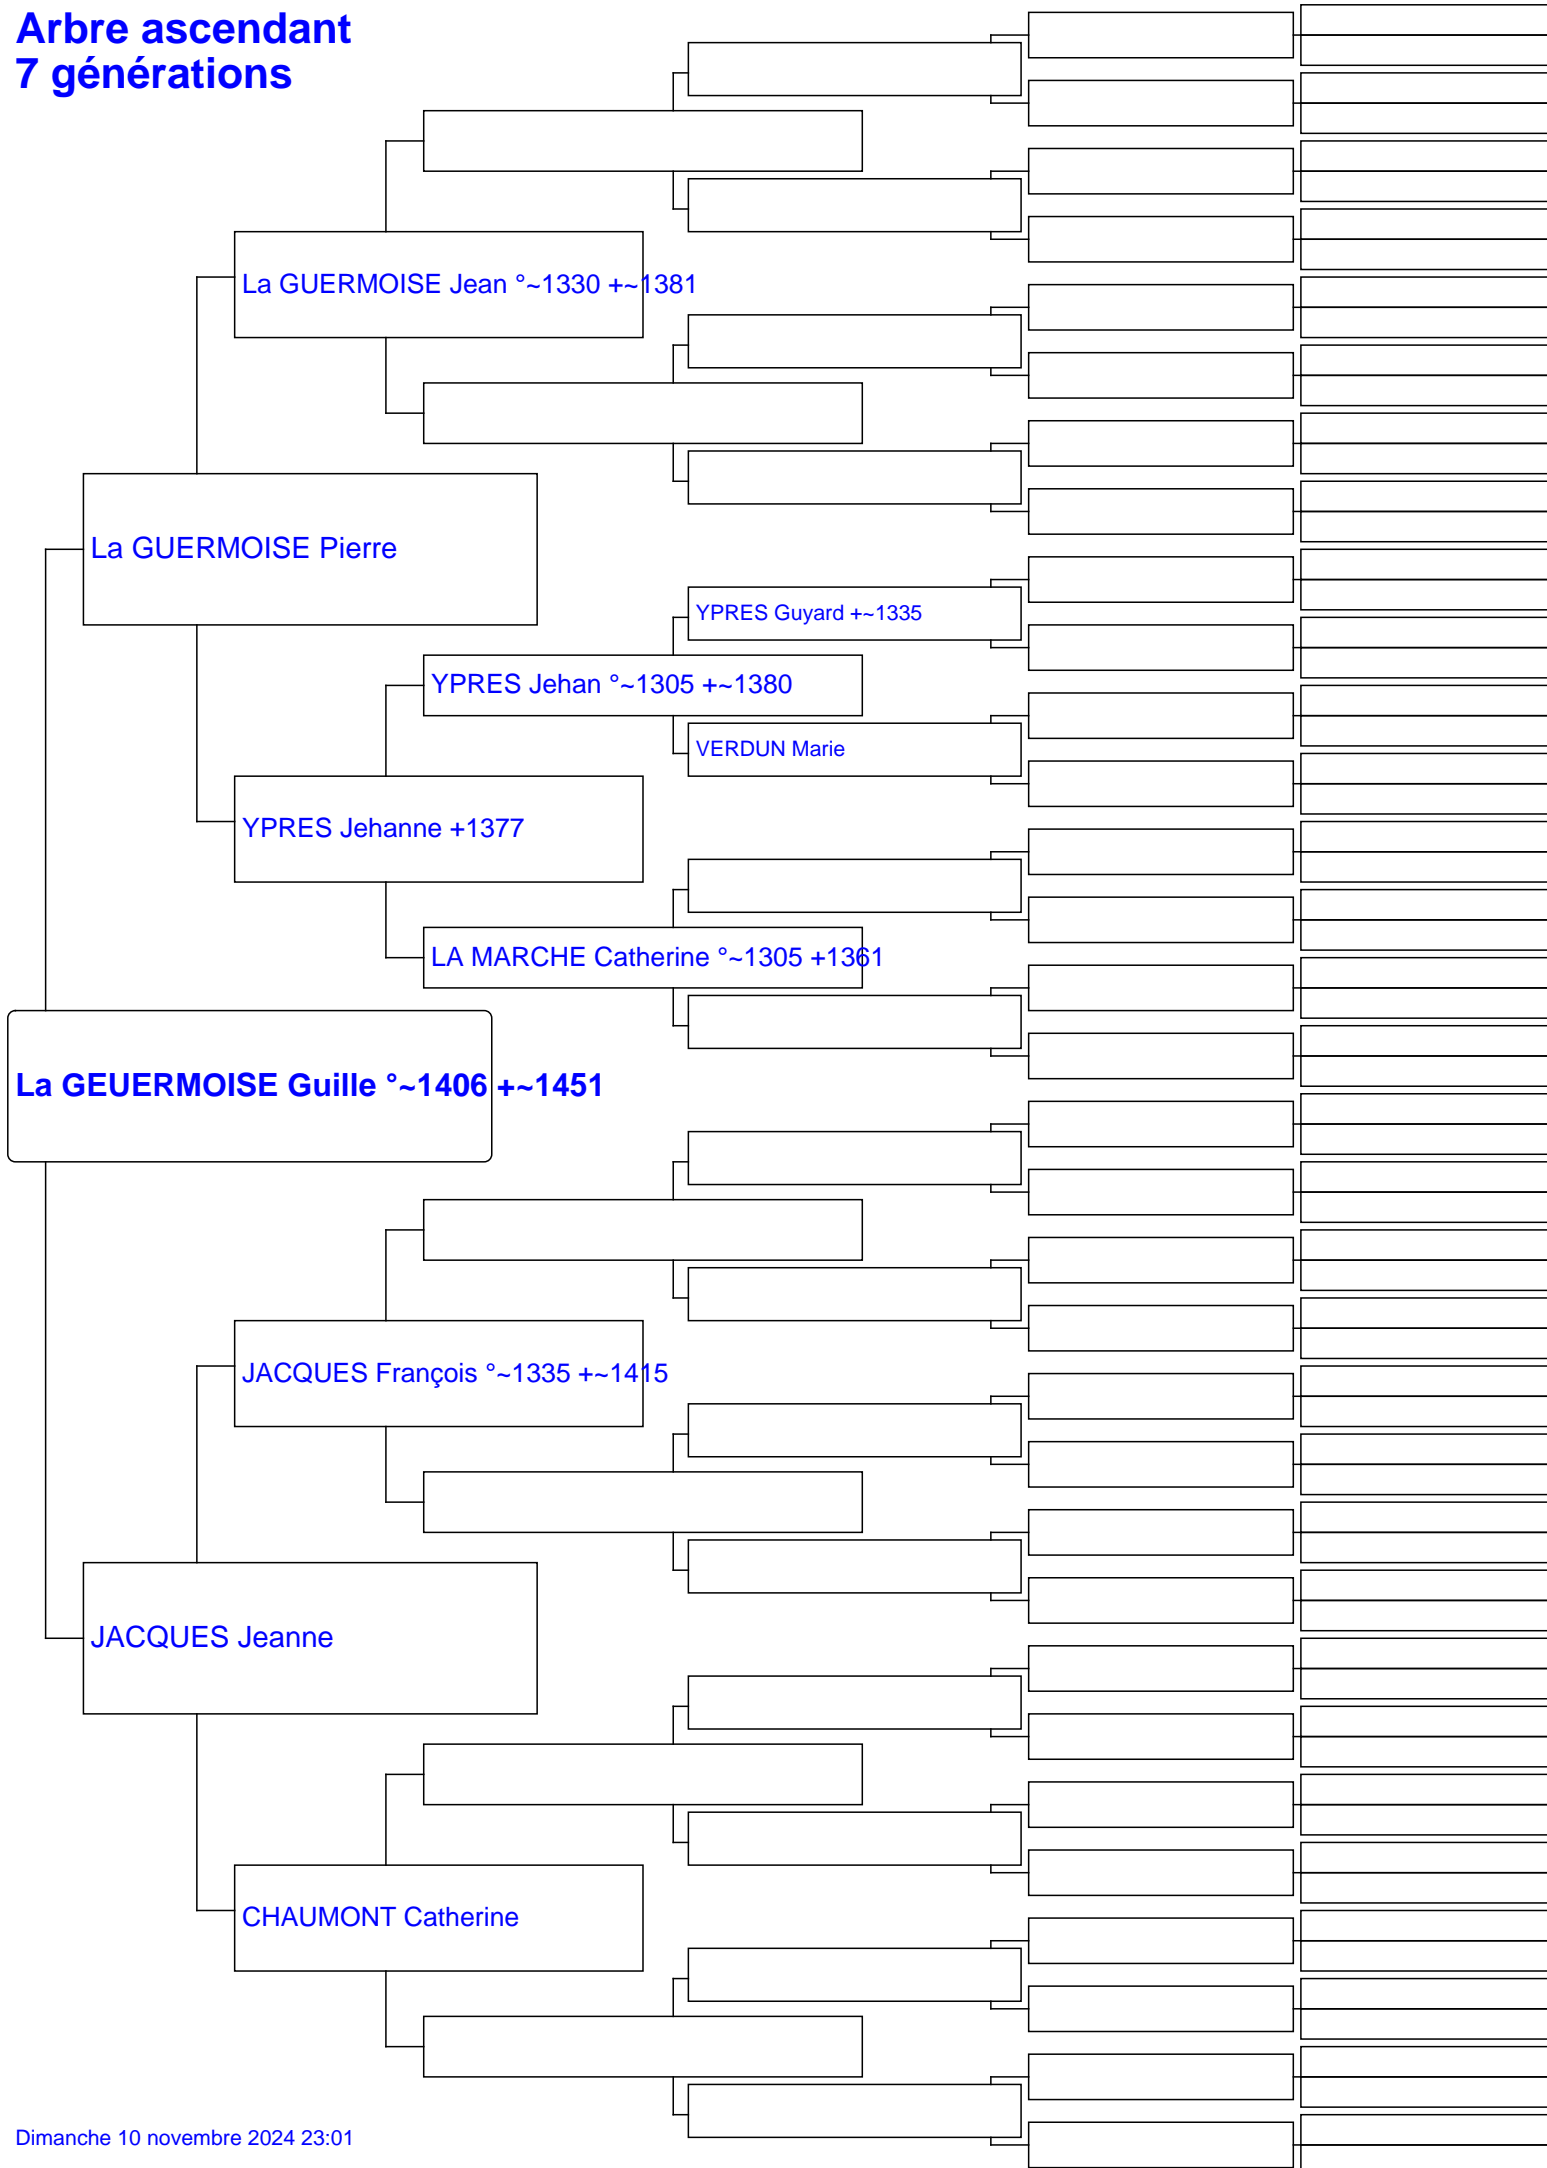 Arbre ascendant
7 générations
La GUERMOISE Jean °~1330 +~1381
La GUERMOISE Pierre
YPRES Guyard +~1335
YPRES Jehan °~1305 +~1380
VERDUN Marie
YPRES Jehanne +1377
LA MARCHE Catherine °~1305 +1361
La GEUERMOISE Guille °~1406 +~1451
JACQUES François °~1335 +~1415
JACQUES Jeanne
CHAUMONT Catherine
Dimanche 10 novembre 2024 23:01